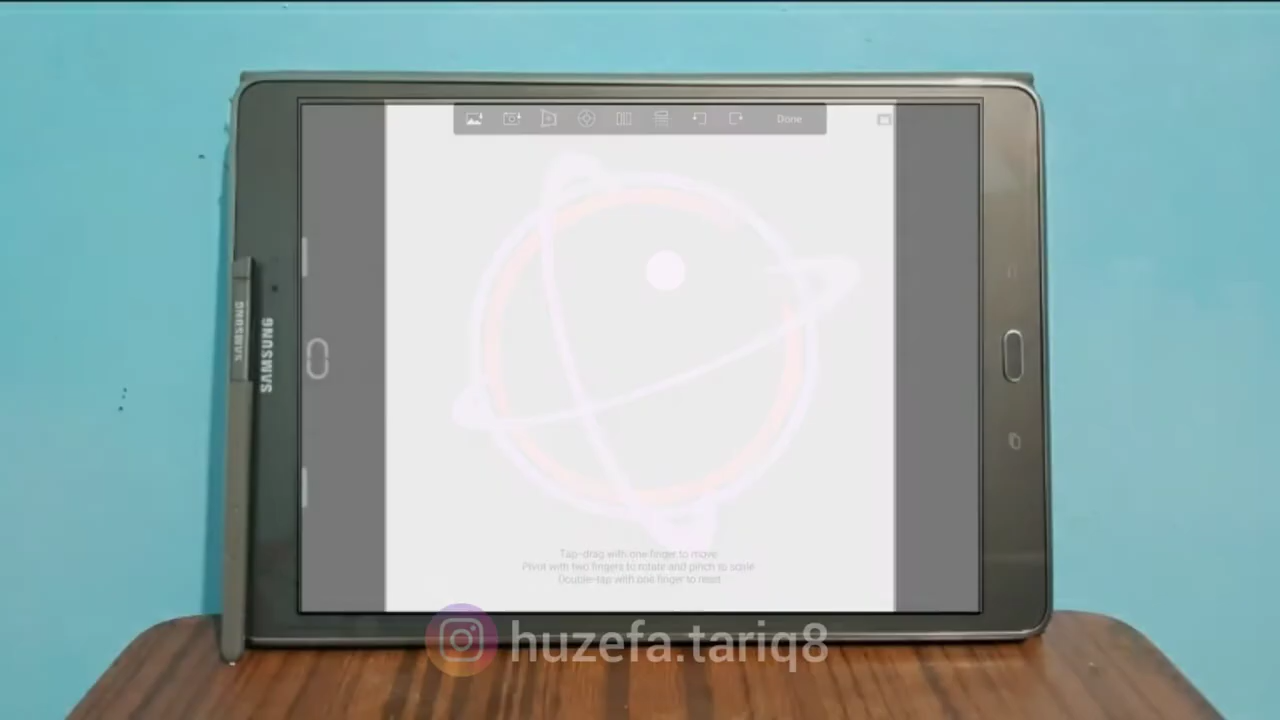 Done
SAMSUNG
SAMSUNG
Tap-drag with one finger to move
Pivot with two fingers to rotate and pinch to scale
Double-tap with one finger to reset
huzefa.tariq8